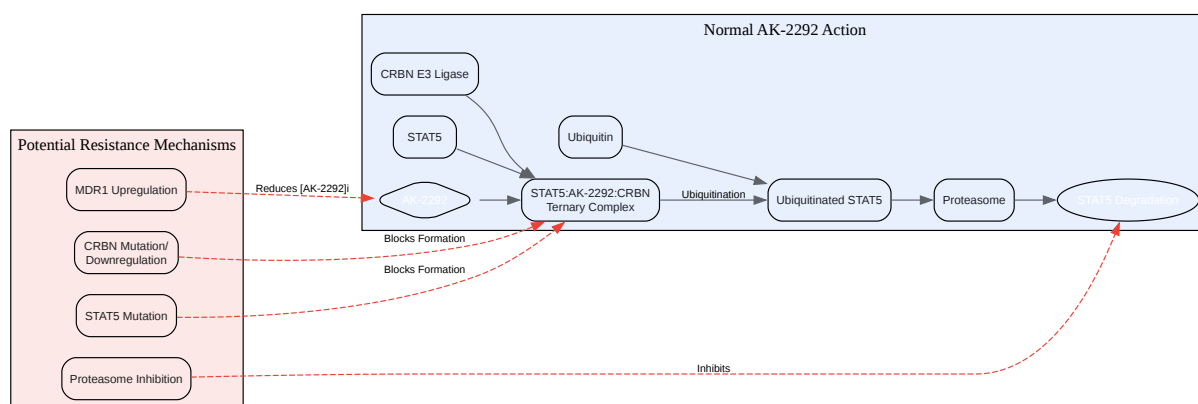 Normal AK-2292 Action
CRBN E3 Ligase
STAT5
Ubiquitin
Potential Resistance Mechanisms
MDR1 Upregulation
Reduces [AK-2292]i
AK-2292
STAT5:AK-2292:CRBN
Ternary Complex
Ubiquitination
Ubiquitinated STAT5
Proteasome
STAT5 Degradation
CRBN Mutation/
Downregulation
Blocks Formation
Blocks Formation
STAT5 Mutation
Proteasome Inhibition
Inhibits